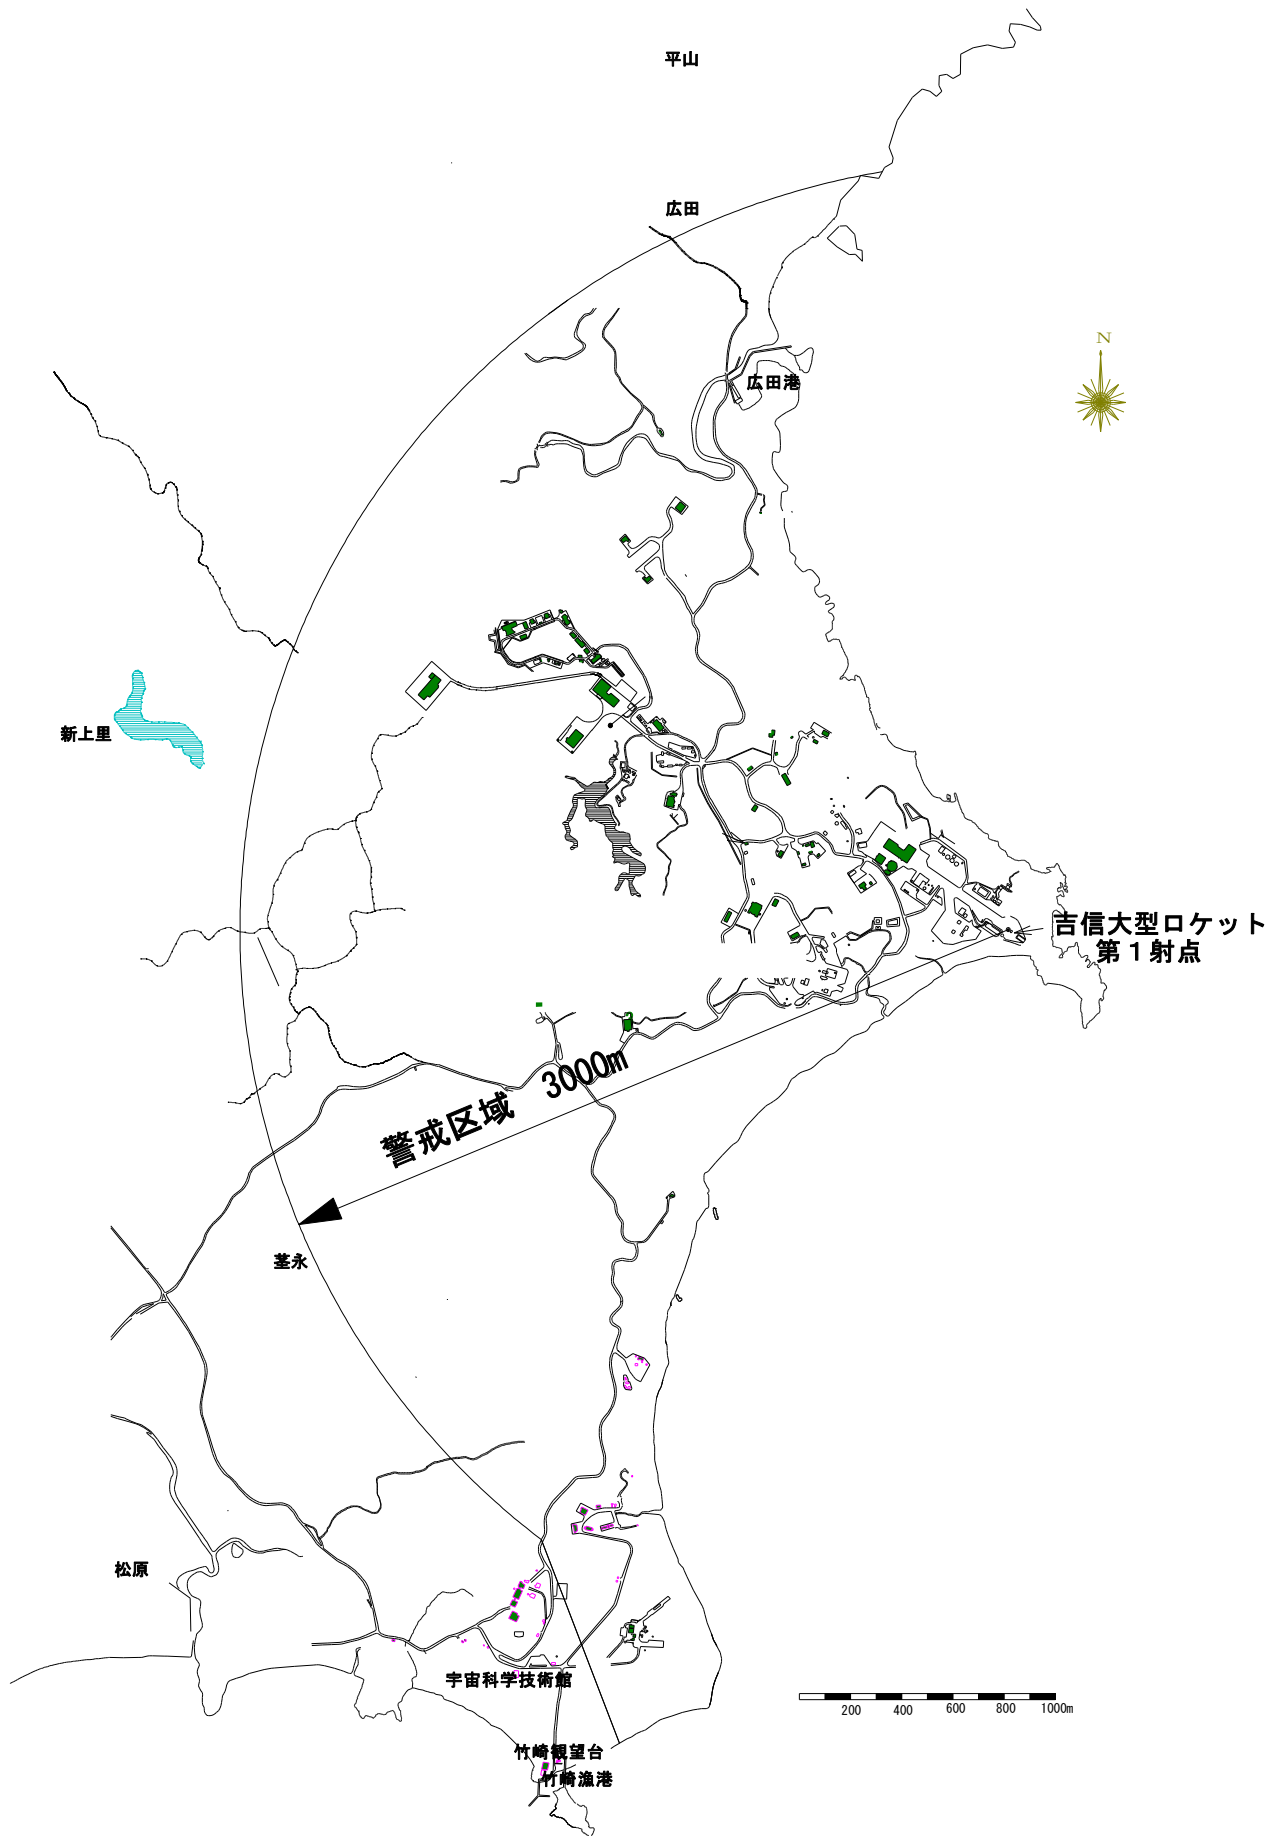 平山
広田
N
広田港
新上里
吉信大型ロケット
第1射点
警戒区域 3000m
茎永
松原
宇宙科学技術館
200 400 600 800 1000m
竹崎観望台
竹崎漁港